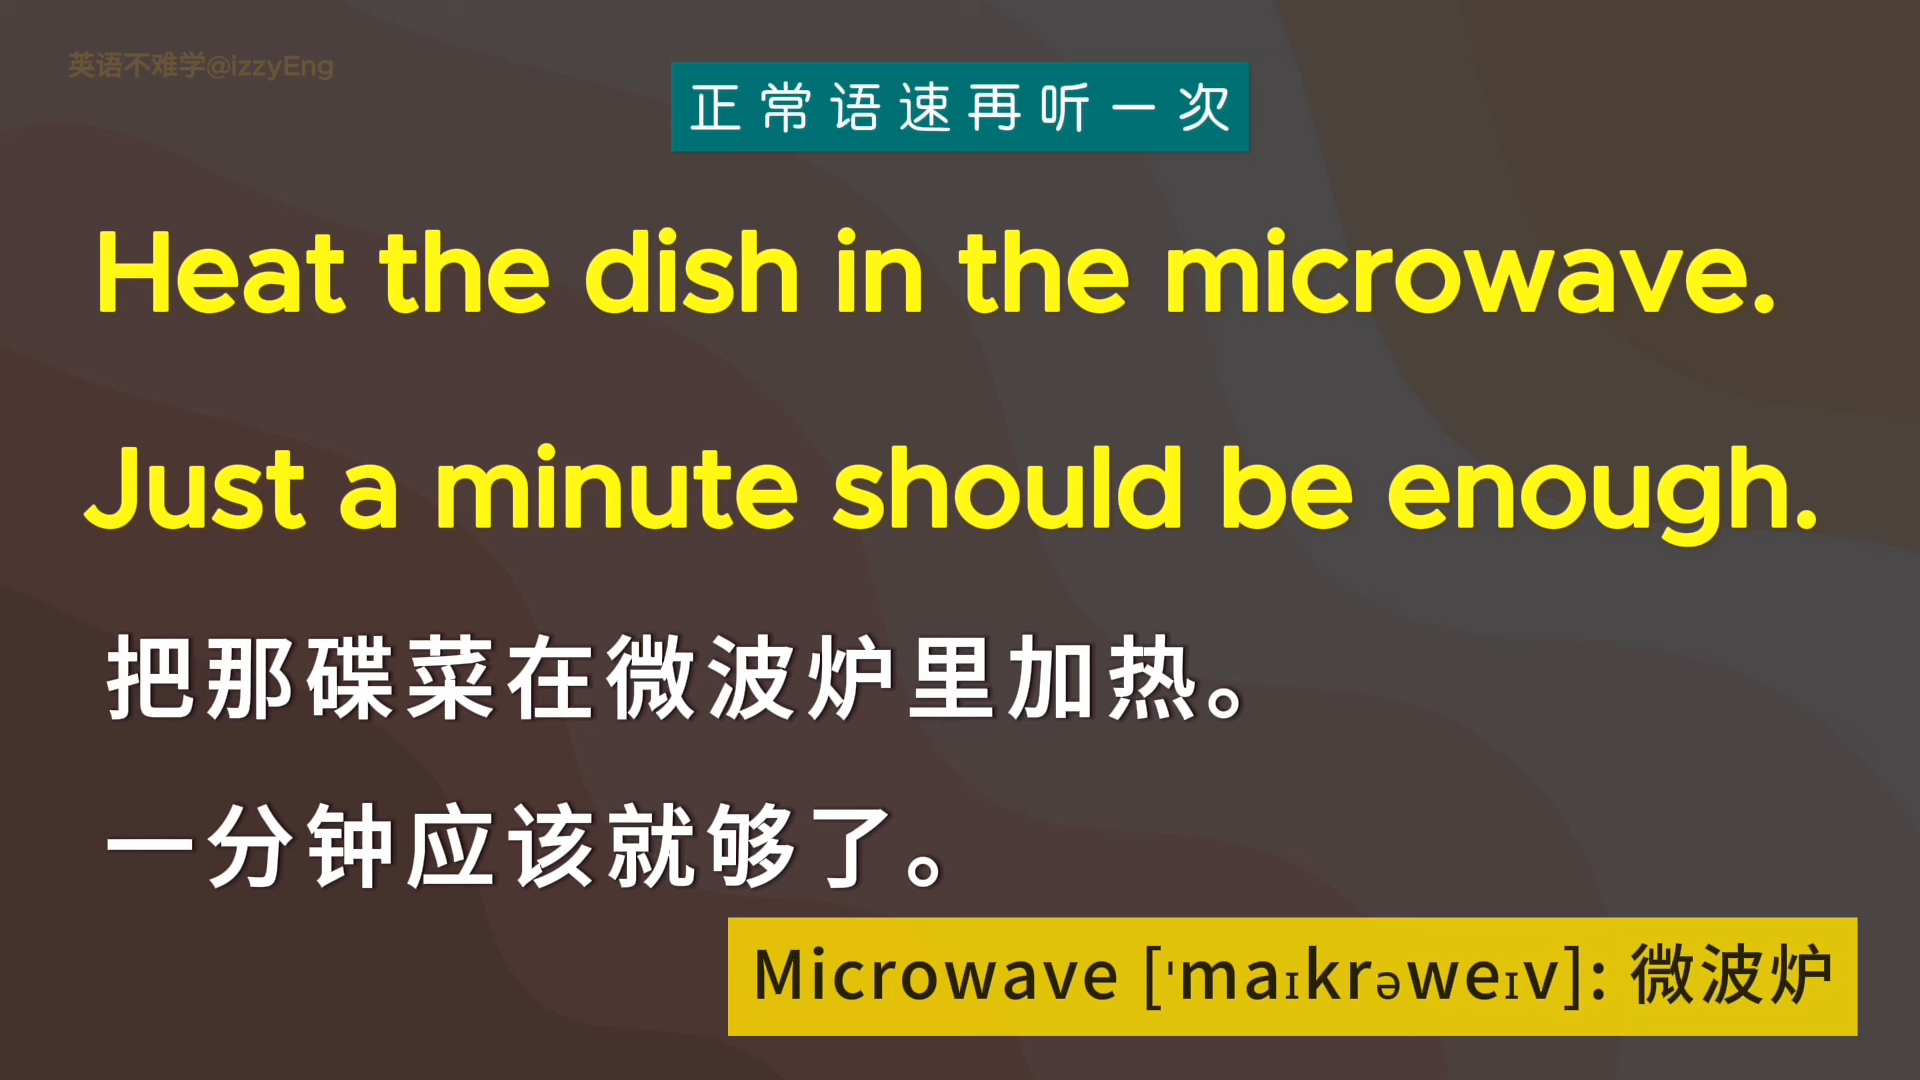 英语不难学@izzyEng
正常语速再听一次
Heat the dish in the microwave.
Just a minute should be enough.
把那碟菜在微波炉里加热。
一分钟应该就够了。
Microwave [ˈmaɪkrəweɪv]: 微波炉